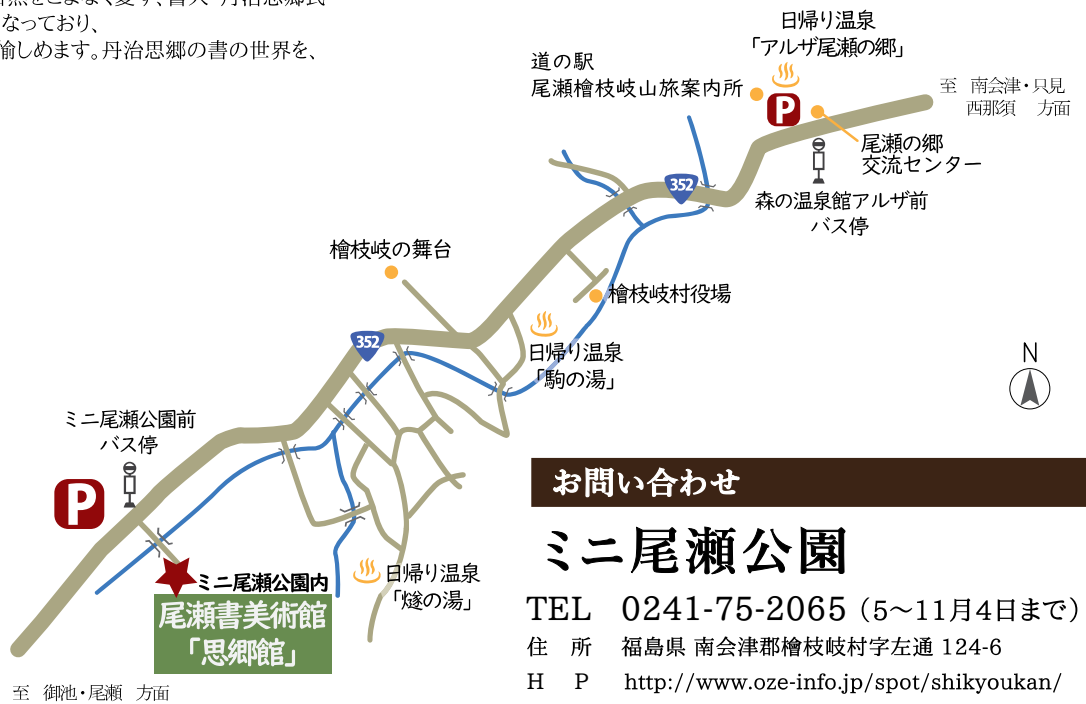 なっており、
愉しめます。丹治思郷の書の世界を、
日帰り温泉
「アルザ尾瀬の郷」
道の駅
尾瀬檜枝岐山旅案内所
P
至 南会津・只見
西那須 方面
尾瀬の郷
交流センター
森の温泉館アルザ前
バス停
352
檜枝岐の舞台
檜枝岐村役場
352
日帰り温泉
「駒の湯」
N
ミニ尾瀬公園前
バス停
P
ミニ尾瀬公園内
尾瀬書美術館
「思郷館」
日帰り温泉
「燧の湯」
至 御池・尾瀬 方面
お問い合わせ
ミニ尾瀬公園
TEL 0241-75-2065（5〜11月4日まで）
住 所 福島県 南会津郡檜枝岐村字左通 124-6
H P http://www.oze-info.jp/spot/shikyoukan/